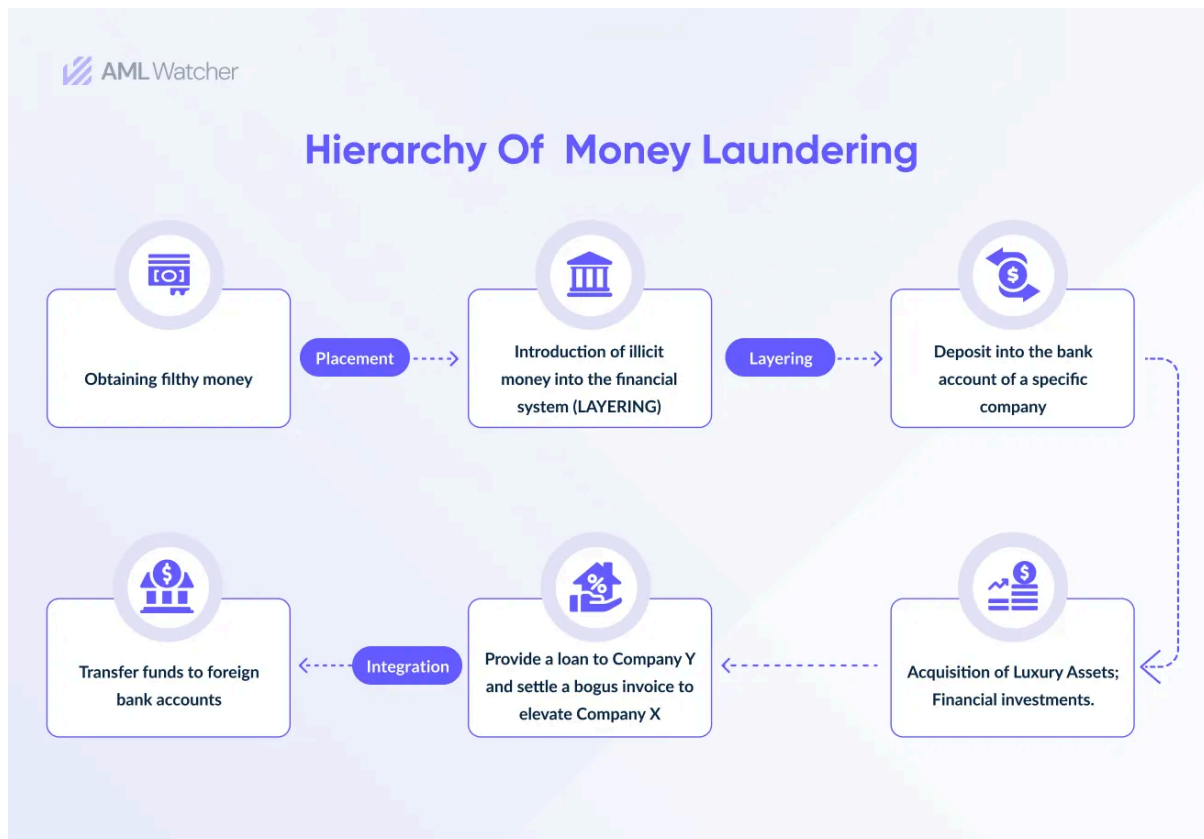 AML Watcher
Hierarchy Of Money Laundering
Obtaining filthy money
Placement
Introduction of illicit
money into the financial
system (LAYERING)
Layering
Deposit into the bank
account of a specific
company
Acquisition of Luxury Assets;
Financial investments.
Provide a loan to Company Y
and settle a bogus invoice to
elevate Company X
Integration
Transfer funds to foreign
bank accounts